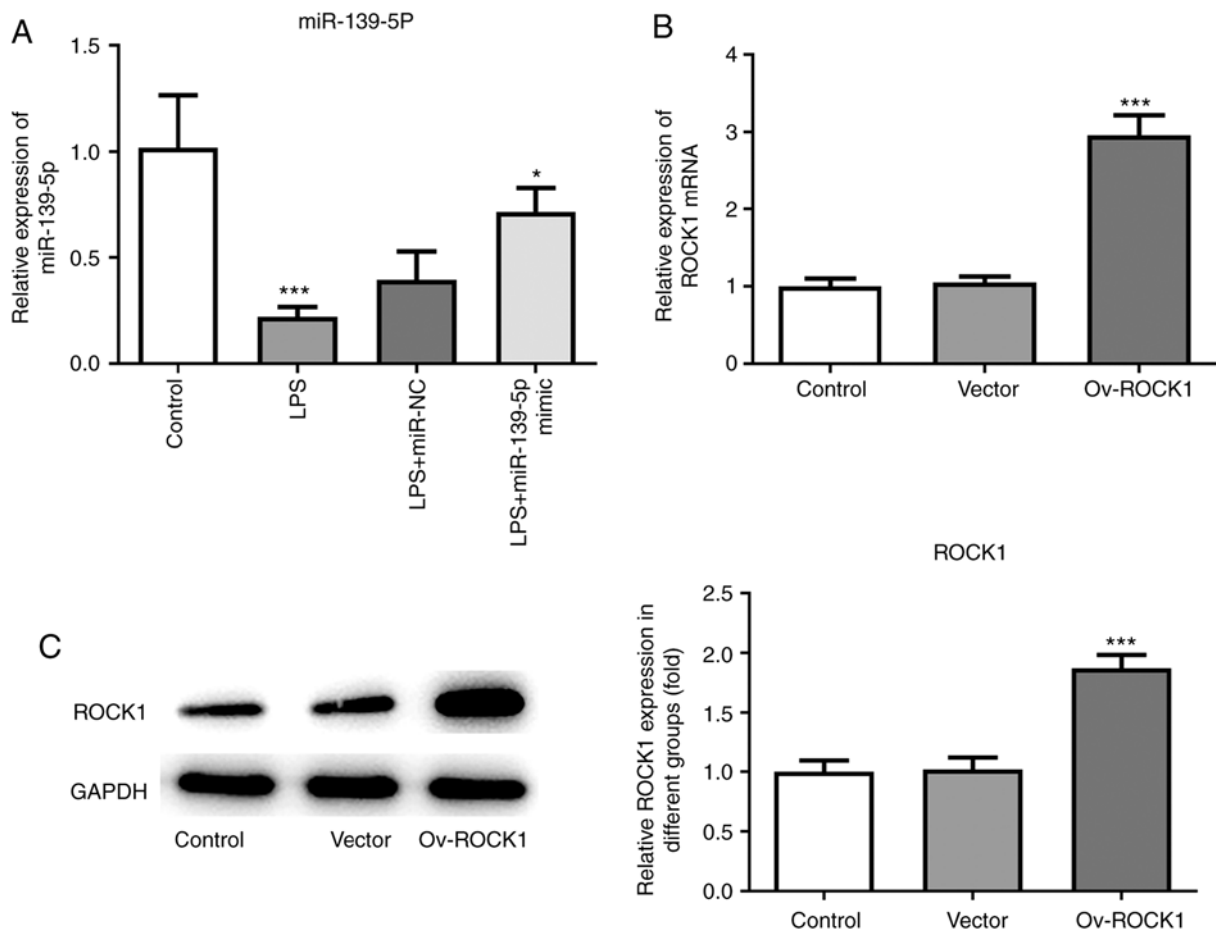 A
miR-139-5P
Relative expression of
miR-139-5p
1.5
1.0
0.5
0.0
***
*
Control
LPS
LPS+miR-NC
LPS+miR-139-5p
mimic
B
Relative expression of
ROCK1 mRNA
4
3
2
1
0
***
Control
Vector
Ov-ROCK1
C
ROCK1
GAPDH
Control
Vector
Ov-ROCK1
ROCK1
Relative ROCK1 expression in
different groups (fold)
2.5
2.0
1.5
1.0
0.5
0.0
***
Control
Vector
Ov-ROCK1